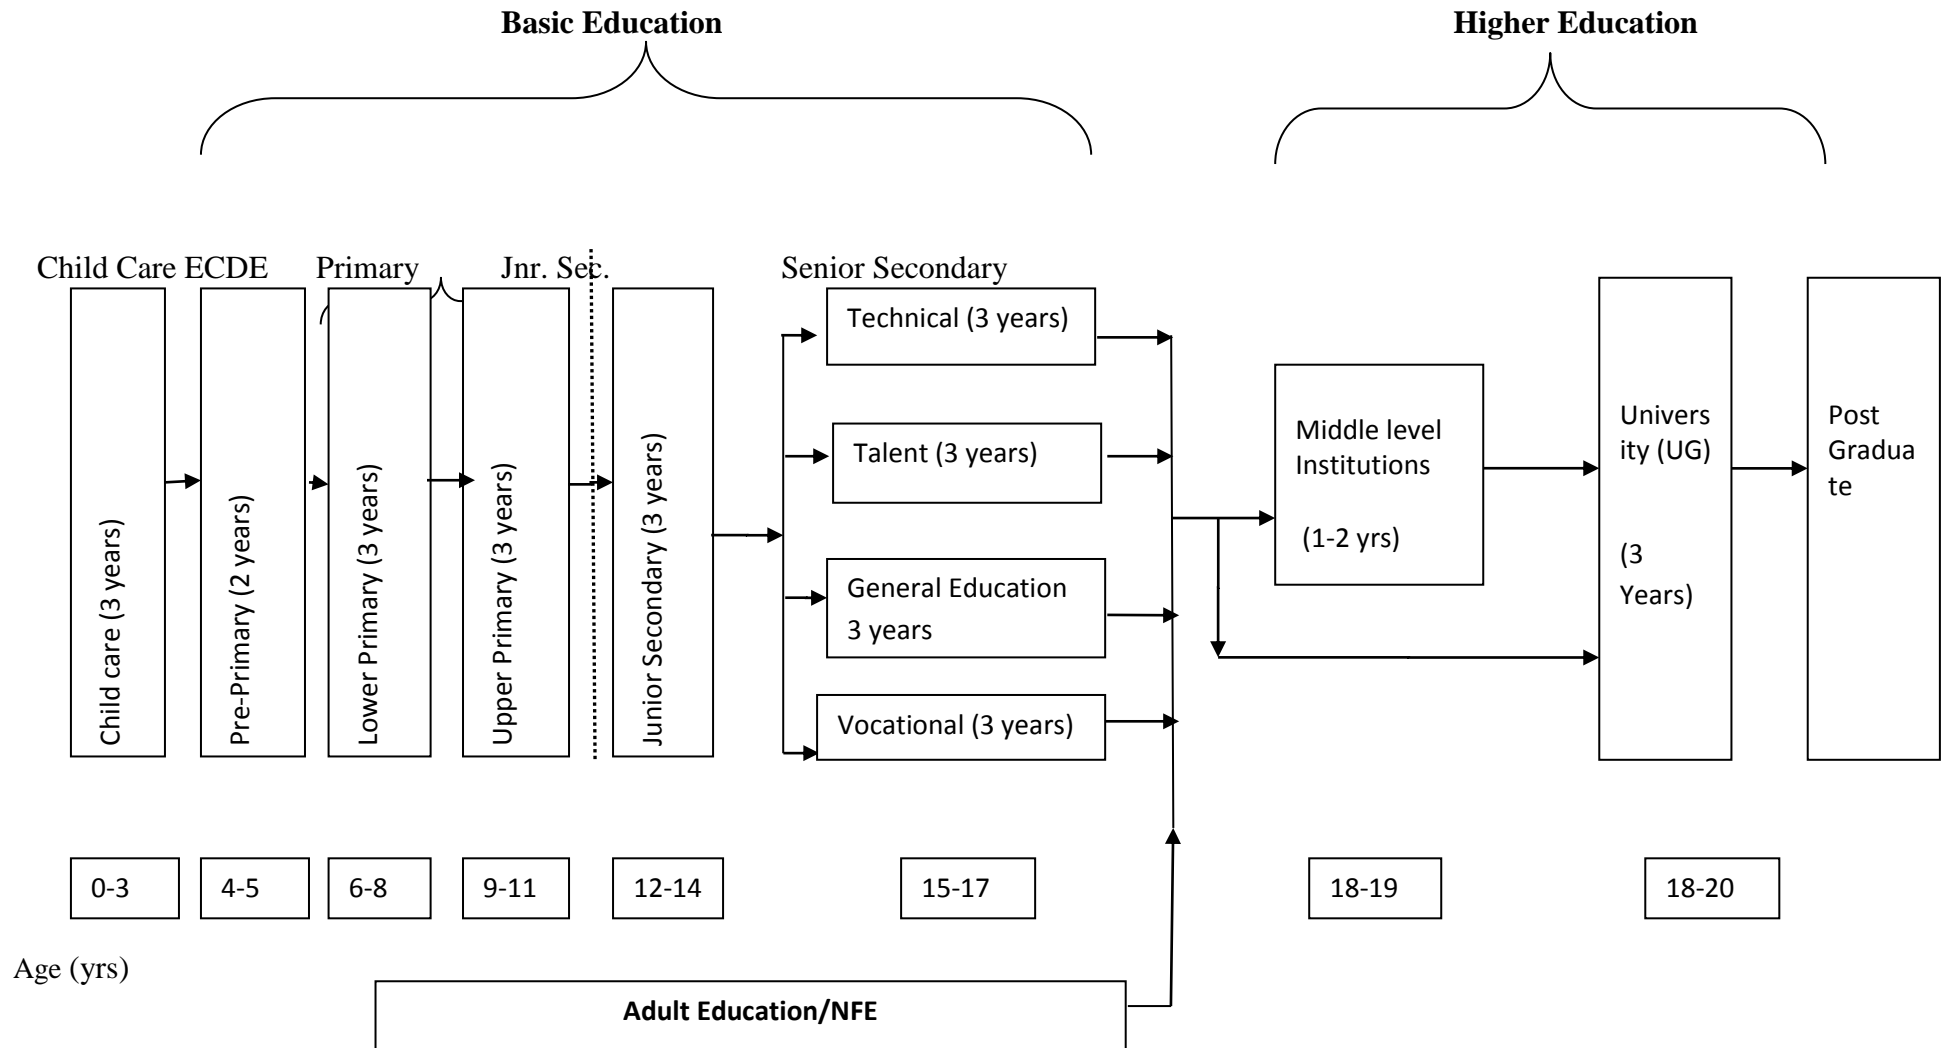 Basic Education
Higher Education
Child Care ECDE
Primary
Jnr. Sec.
Senior Secondary
Child care (3 years)
Pre-Primary (2 years)
Lower Primary (3 years)
Upper Primary (3 years)
Junior Secondary (3 years)
Technical (3 years)
Talent (3 years)
General Education
3 years
Vocational (3 years)
Middle level
Institutions
(1-2 yrs)
Univers
ity (UG)
(3
Years)
Post
Gradua
te
0-3
4-5
6-8
9-11
12-14
15-17
18-19
18-20
Age (yrs)
Adult Education/NFE